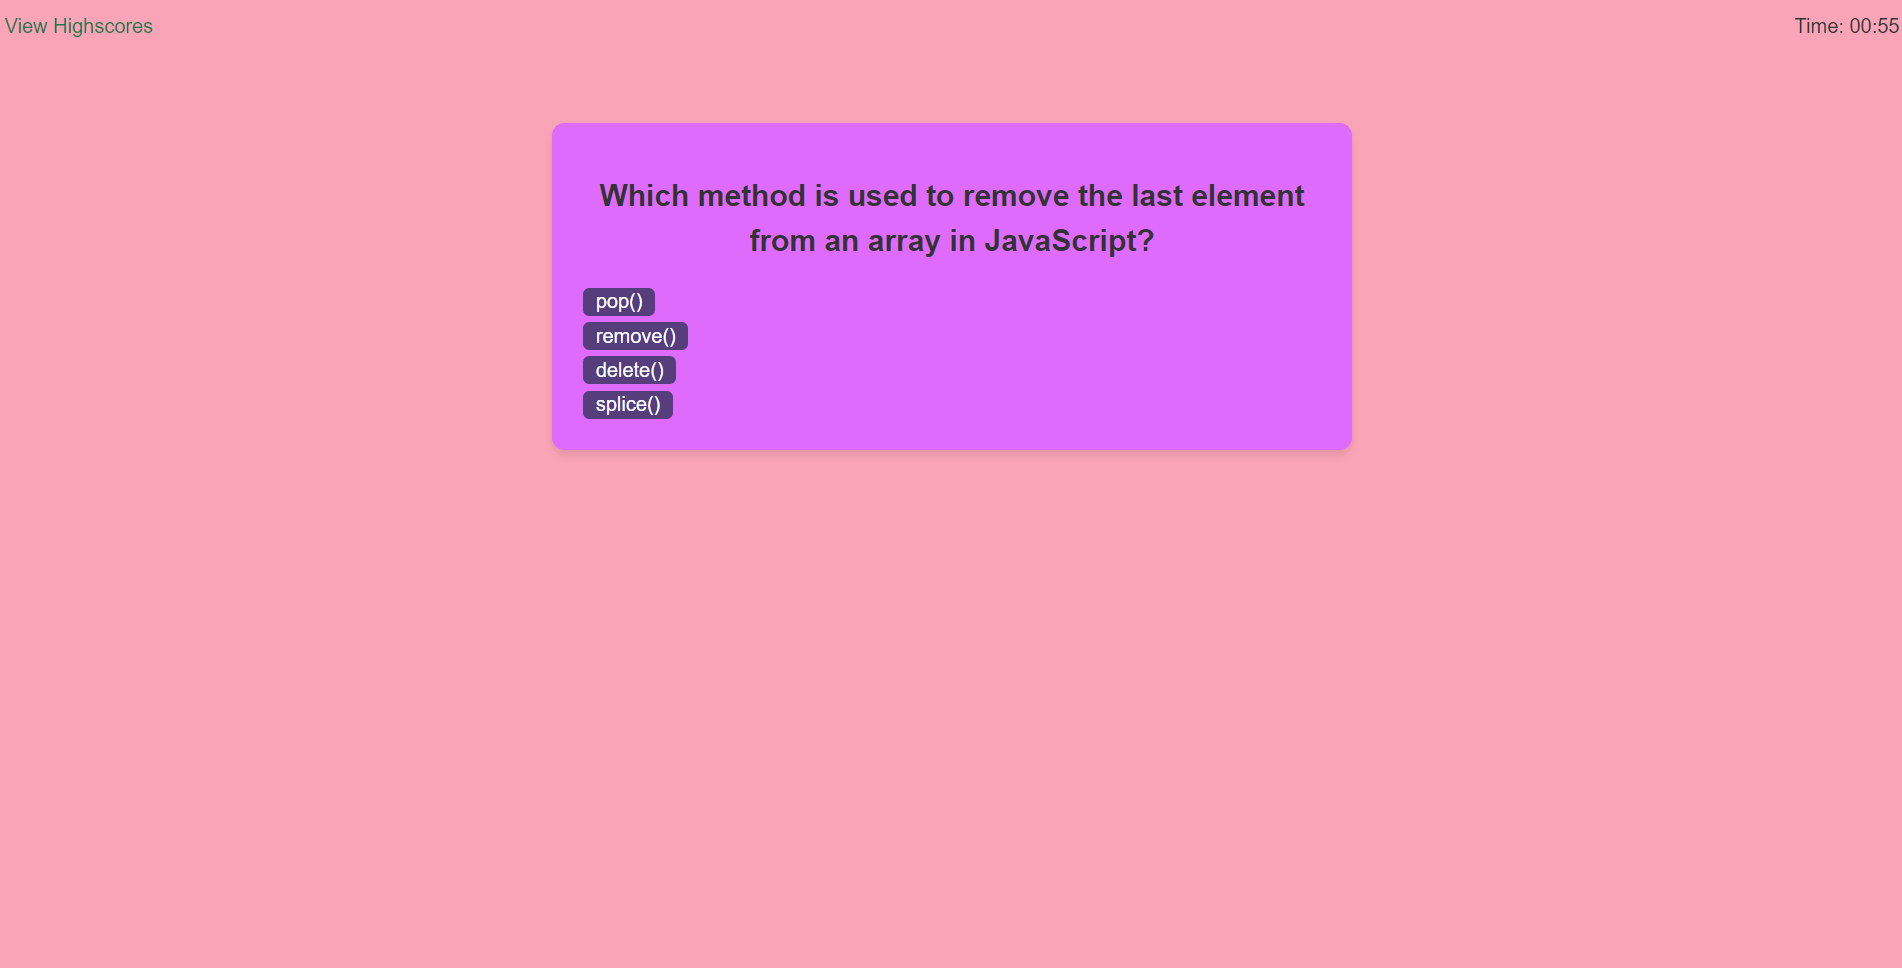 View Highscores
Time: 00:55
Which method is used to remove the last element
from an array in JavaScript?
pop()
remove()
delete()
splice()